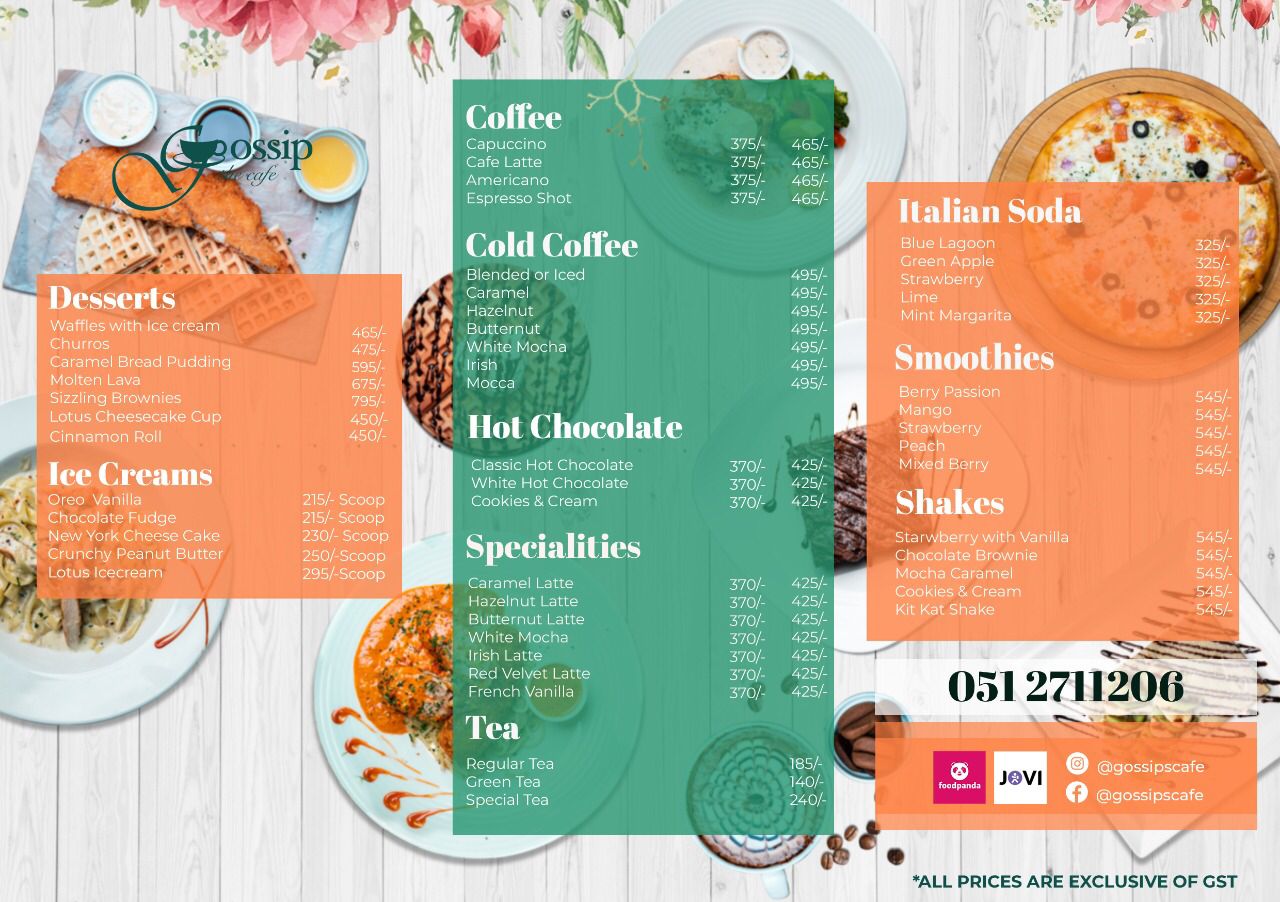 Gossip
the cafe
Desserts
Waffles with Ice cream 465/-
Churros 475/-
Caramel Bread Pudding 595/-
Molten Lava 675/-
Sizzling Brownies 795/-
Lotus Cheesecake Cup 450/-
Cinnamon Roll 450/-
Ice Creams
Oreo Vanilla 215/- Scoop
Chocolate Fudge 215/- Scoop
New York Cheese Cake 230/- Scoop
Crunchy Peanut Butter 250/-Scoop
Lotus Icecream 295/-Scoop
Coffee
Capuccino 375/- 465/-
Cafe Latte 375/- 465/-
Americano 375/- 465/-
Espresso Shot 375/- 465/-
Cold Coffee
Blended or Iced 495/-
Caramel 495/-
Hazelnut 495/-
Butternut 495/-
White Mocha 495/-
Irish 495/-
Mocca 495/-
Hot Chocolate
Classic Hot Chocolate 370/- 425/-
White Hot Chocolate 370/- 425/-
Cookies & Cream 370/- 425/-
Specialities
Caramel Latte 370/- 425/-
Hazelnut Latte 370/- 425/-
Butternut Latte 370/- 425/-
White Mocha 370/- 425/-
Irish Latte 370/- 425/-
Red Velvet Latte 370/- 425/-
French Vanilla 370/- 425/-
Tea
Regular Tea 185/-
Green Tea 140/-
Special Tea 240/-
Italian Soda
Blue Lagoon 325/-
Green Apple 325/-
Strawberry 325/-
Lime 325/-
Mint Margarita 325/-
Smoothies
Berry Passion 545/-
Mango 545/-
Strawberry 545/-
Peach 545/-
Mixed Berry 545/-
Shakes
Starwberry with Vanilla 545/-
Chocolate Brownie 545/-
Mocha Caramel 545/-
Cookies & Cream 545/-
Kit Kat Shake 545/-
051 2711206
foodpanda
JOVI
@gossipscafe
@gossipscafe
*ALL PRICES ARE EXCLUSIVE OF GST